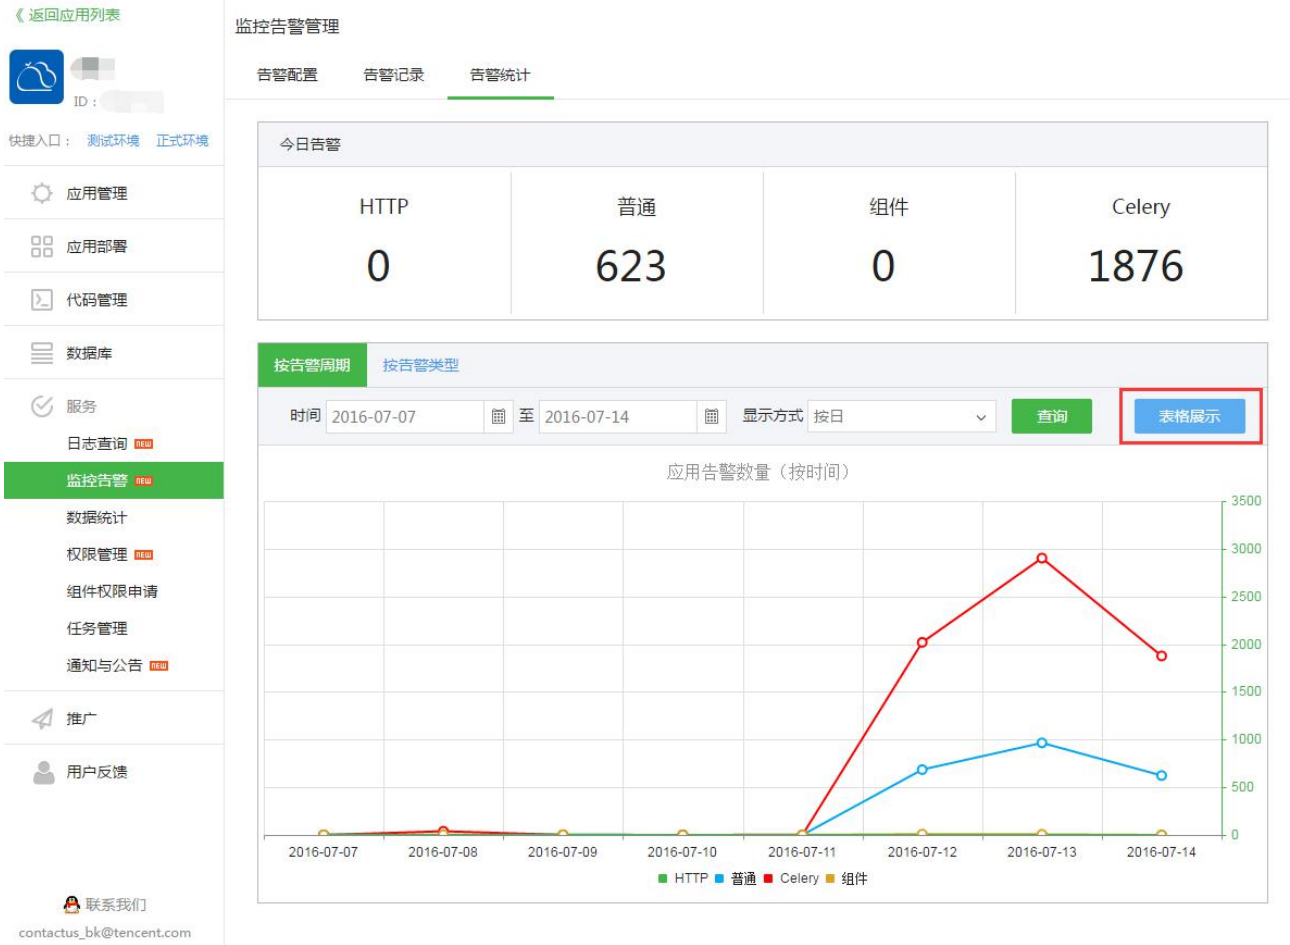 《 返回应用列表
ID：
快捷入口： 测试环境 正式环境
应用管理
应用部署
代码管理
数据库
服务
日志查询 NEW
监控告警 NEW
数据统计
权限管理 NEW
组件权限申请
任务管理
通知与公告 NEW
推广
用户反馈
联系我们
contactus_bk@tencent.com
监控告警管理
告警配置 告警记录 告警统计
今日告警
HTTP 普通 组件 Celery
0 623 0 1876
按告警周期 按告警类型
时间 2016-07-07 至 2016-07-14 显示方式 按日 查询 表格展示
应用告警数量（按时间）
3500
3000
2500
2000
1500
1000
500
0
2016-07-07 2016-07-08 2016-07-09 2016-07-10 2016-07-11 2016-07-12 2016-07-13 2016-07-14
HTTP 普通 Celery 组件